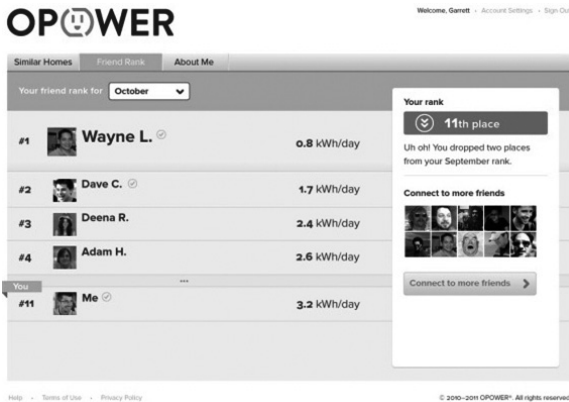 OPOWER
Welcome, Garrett - Account Settings - Sign Out
Similar Homes Friend Rank About Me
Your friend rank for October
#1 Wayne L. 0.8 kWh/day
#2 Dave C. 1.7 kWh/day
#3 Deena R. 2.4 kWh/day
#4 Adam H. 2.6 kWh/day
...
You
#11 Me 3.2 kWh/day
Your rank
11th place
Uh oh! You dropped two places
from your September rank.
Connect to more friends
Connect to more friends
Help - Terms of Use - Privacy Policy
© 2010-2011 OPOWER®. All rights reserved